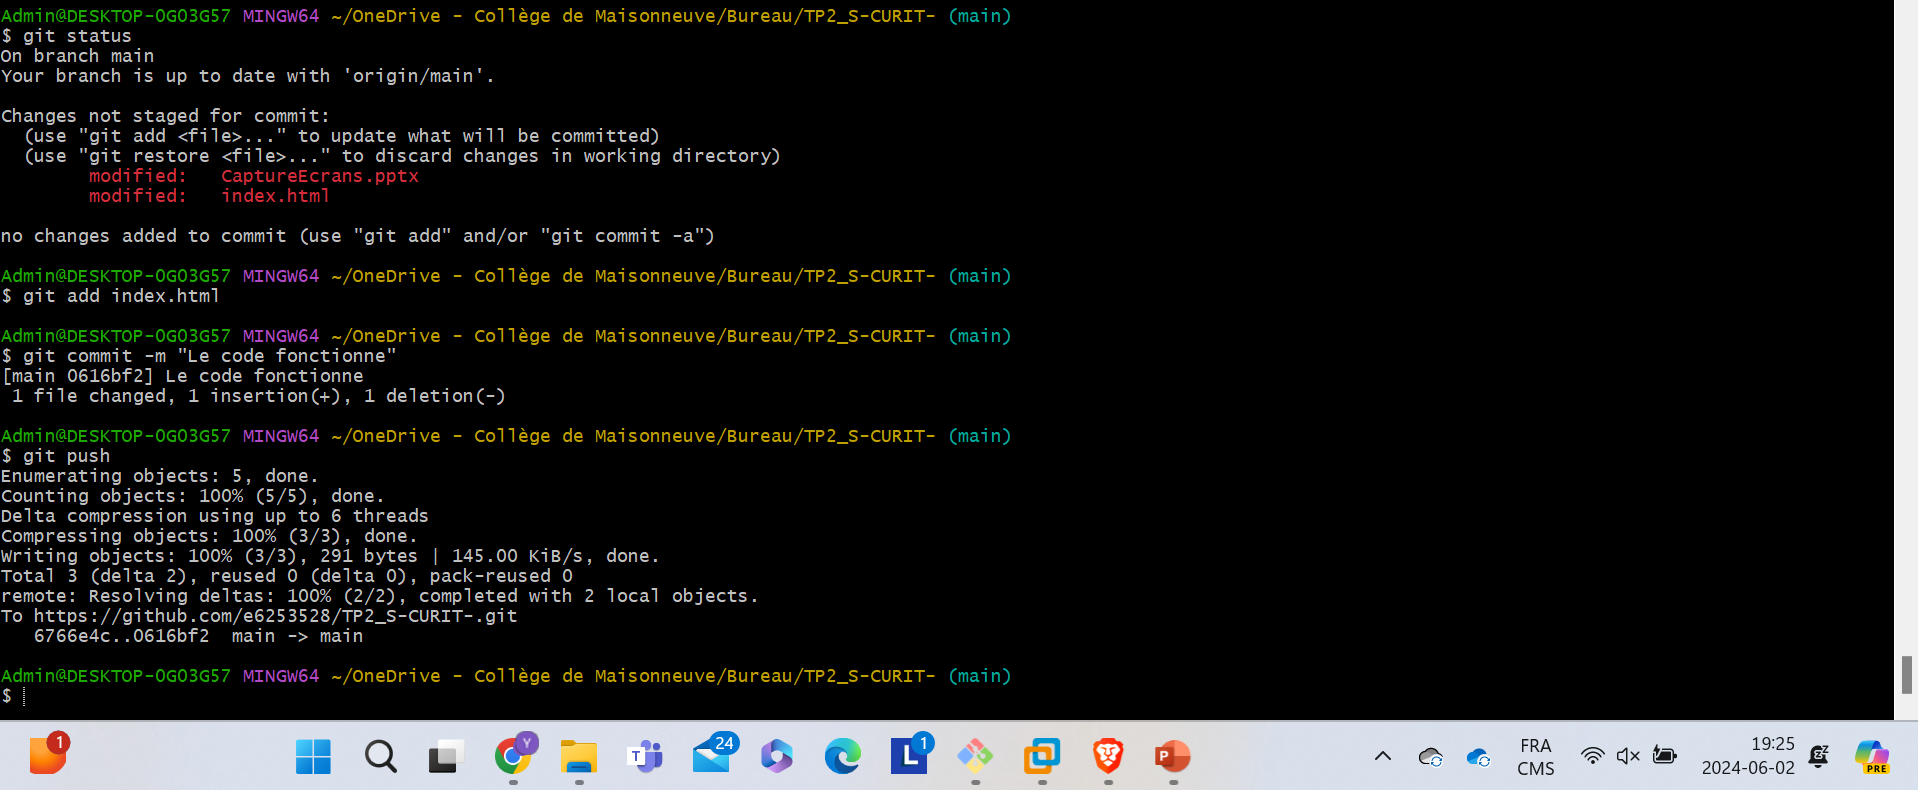 Admin@DESKTOP-0G03G57 MINGW64 ~/OneDrive - Collège de Maisonneuve/Bureau/TP2_S-CURIT- (main)
$ git status
On branch main
Your branch is up to date with 'origin/main'.
Changes not staged for commit:
  (use "git add <file>..." to update what will be committed)
  (use "git restore <file>..." to discard changes in working directory)
        modified:   CaptureEcrans.pptx
        modified:   index.html
no changes added to commit (use "git add" and/or "git commit -a")
Admin@DESKTOP-0G03G57 MINGW64 ~/OneDrive - Collège de Maisonneuve/Bureau/TP2_S-CURIT- (main)
$ git add index.html
Admin@DESKTOP-0G03G57 MINGW64 ~/OneDrive - Collège de Maisonneuve/Bureau/TP2_S-CURIT- (main)
$ git commit -m "Le code fonctionne"
[main 0616bf2] Le code fonctionne
 1 file changed, 1 insertion(+), 1 deletion(-)
Admin@DESKTOP-0G03G57 MINGW64 ~/OneDrive - Collège de Maisonneuve/Bureau/TP2_S-CURIT- (main)
$ git push
Enumerating objects: 5, done.
Counting objects: 100% (5/5), done.
Delta compression using up to 6 threads
Compressing objects: 100% (3/3), done.
Writing objects: 100% (3/3), 291 bytes | 145.00 KiB/s, done.
Total 3 (delta 2), reused 0 (delta 0), pack-reused 0
remote: Resolving deltas: 100% (2/2), completed with 2 local objects.
To https://github.com/e6253528/TP2_S-CURIT-.git
   6766e4c..0616bf2  main -> main
Admin@DESKTOP-0G03G57 MINGW64 ~/OneDrive - Collège de Maisonneuve/Bureau/TP2_S-CURIT- (main)
$
1
Y
T
24
L
1
P
FRA
CMS
19:25
2024-06-02
PRE